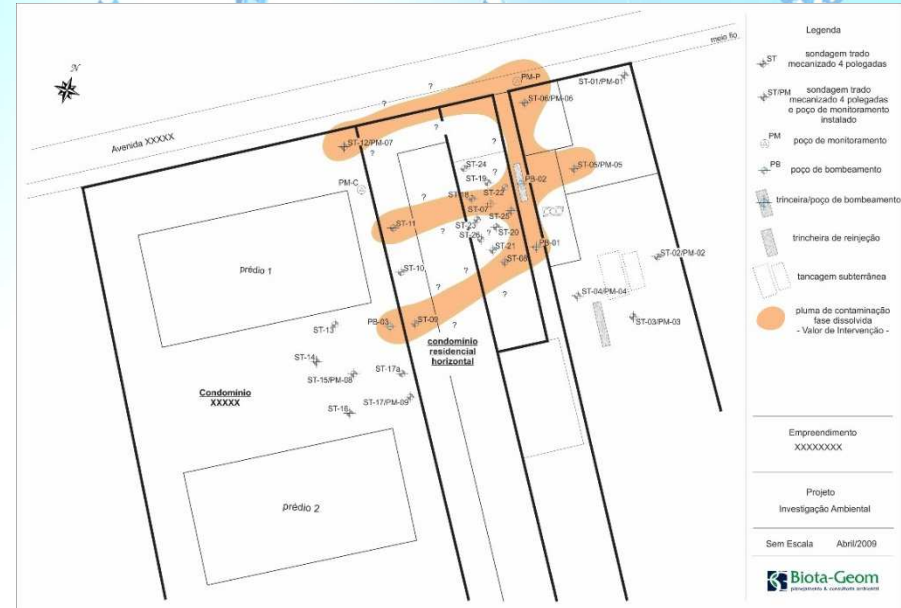 N
Avenida XXXXX
meio fio
PM-P
ST-01/PM-01
ST-06/PM-06
ST-12/PM-07
PM-C
ST-24
ST-19
ST-05/PM-05
PB-02
ST-18
ST-22
ST-07
ST-25
ST-11
ST-23
ST-20
ST-26
ST-21
PB-01
ST-08
ST-10
ST-02/PM-02
ST-04/PM-04
ST-03/PM-03
prédio 1
PB-03
ST-09
ST-13
condomínio
residencial
horizontal
ST-14
ST-15/PM-08
ST-17a
Condomínio
XXXXX
ST-17/PM-09
ST-16
prédio 2
?
?
?
?
?
?
?
?
?
?
?
?
Legenda
ST
sondagem trado
mecanizado 4 polegadas
ST/PM
sondagem trado
mecanizado 4 polegadas
e poço de monitoramento
instalado
PM
poço de monitoramento
PB
poço de bombeamento
trinceira/poço de bombeamento
trincheira de reinjeção
tancagem subterrânea
pluma de contaminação
fase dissolvida
- Valor de Intervenção -
Empreendimento
XXXXXXXX
Projeto
Investigação Ambiental
Sem Escala Abril/2009
Biota-Geom
planejamento & consultoria ambiental